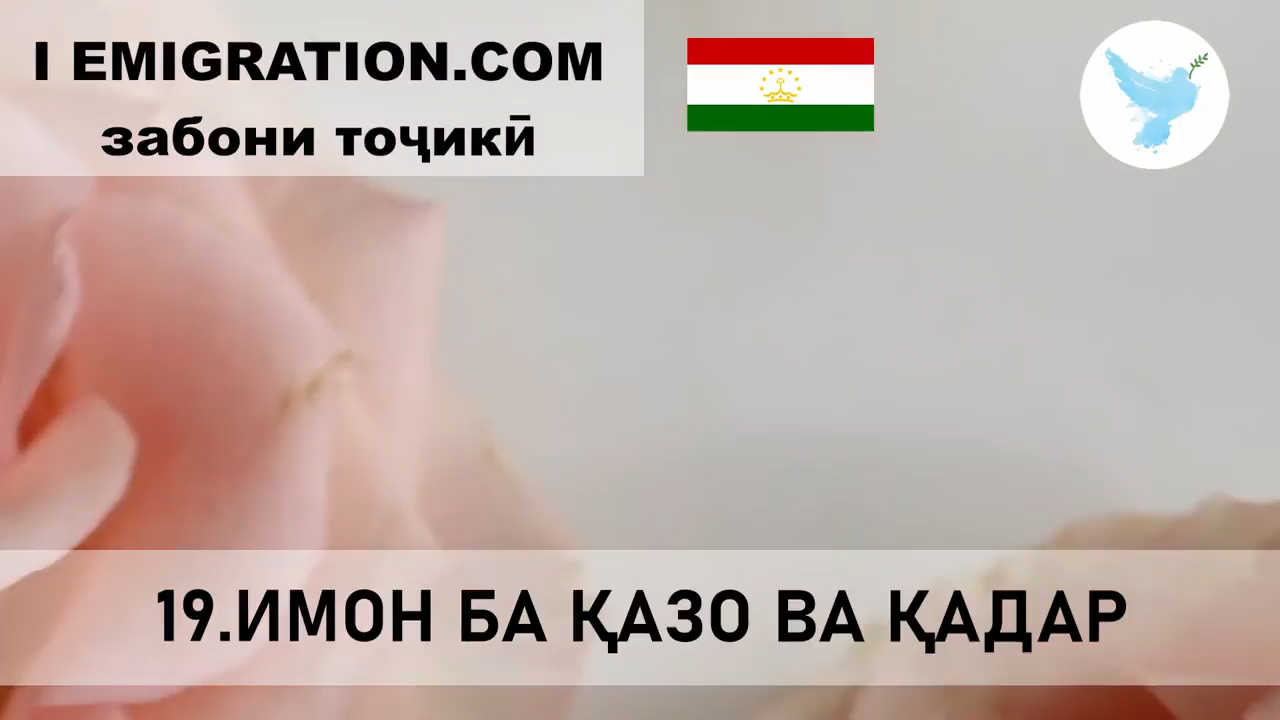 I EMIGRATION.COM
забони тоҷикӣ
19.ИМОН БА ҚАЗО ВА ҚАДАР